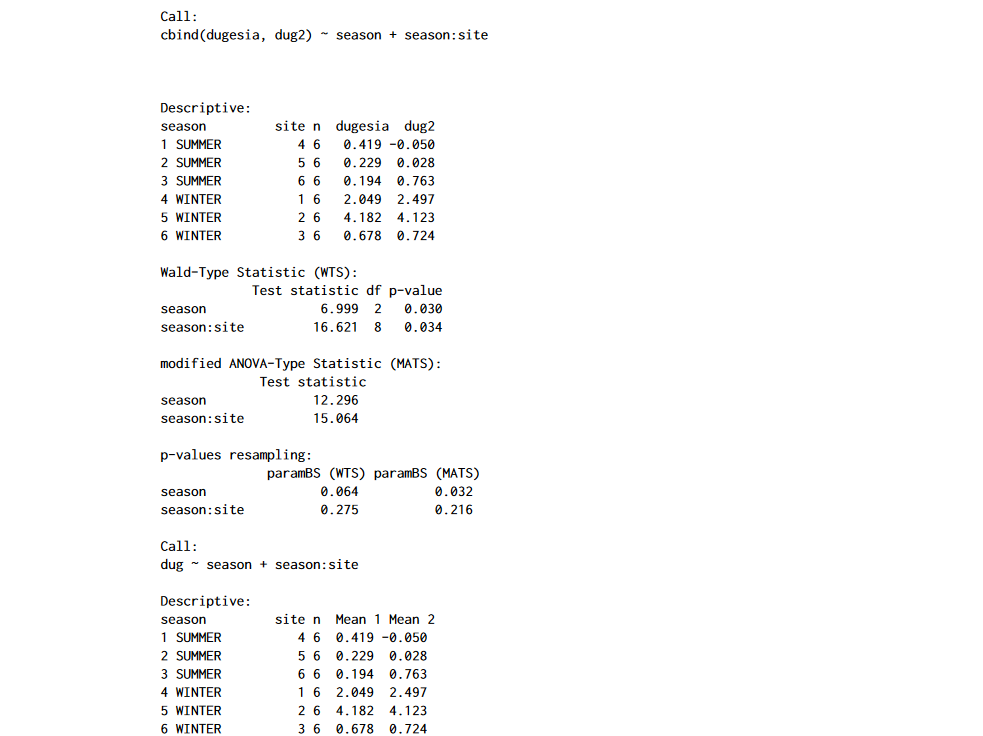 Call:
cbind(dugesia, dug2) ~ season + season:site
Descriptive:
season site n dugesia dug2
1 SUMMER 4 6 0.419 -0.050
2 SUMMER 5 6 0.229 0.028
3 SUMMER 6 6 0.194 0.763
4 WINTER 1 6 2.049 2.497
5 WINTER 2 6 4.182 4.123
6 WINTER 3 6 0.678 0.724
Wald-Type Statistic (WTS):
Test statistic df p-value
season 6.999 2 0.030
season:site 16.621 8 0.034
modified ANOVA-Type Statistic (MATS):
Test statistic
season 12.296
season:site 15.064
p-values resampling:
paramBS (WTS) paramBS (MATS)
season 0.064 0.032
season:site 0.275 0.216
Call:
dug ~ season + season:site
Descriptive:
season site n Mean 1 Mean 2
1 SUMMER 4 6 0.419 -0.050
2 SUMMER 5 6 0.229 0.028
3 SUMMER 6 6 0.194 0.763
4 WINTER 1 6 2.049 2.497
5 WINTER 2 6 4.182 4.123
6 WINTER 3 6 0.678 0.724